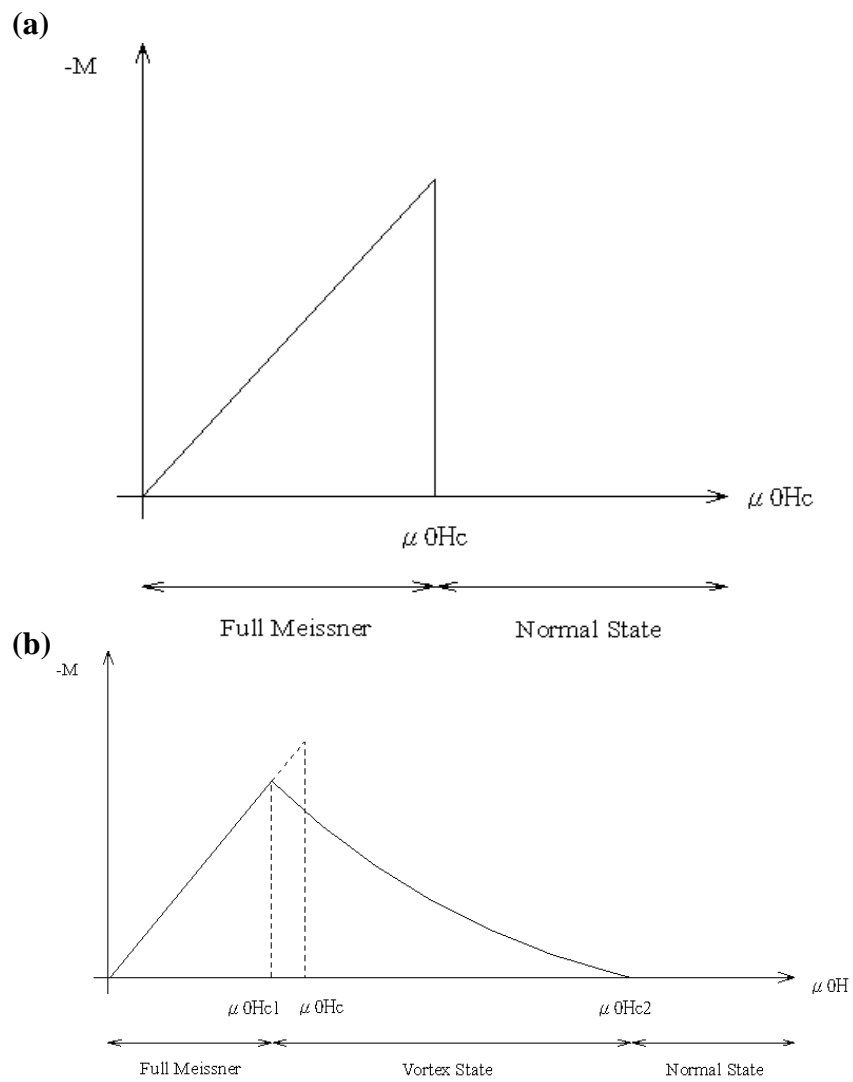 (a)
-M
μ 0Hc
μ 0Hc
Full Meissner
Normal State
(b)
-M
μ 0H
μ 0Hc1
μ 0Hc
μ 0Hc2
Full Meissner
Vortex State
Normal State